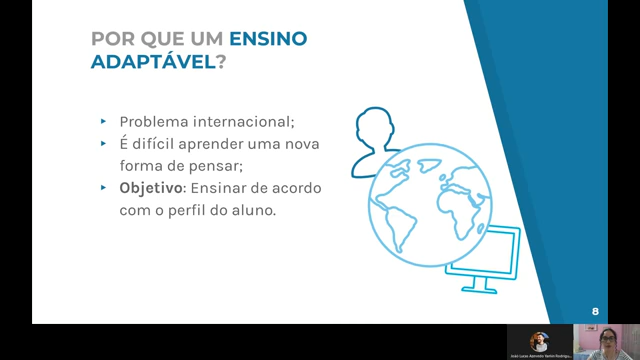 POR QUE UM ENSINO
ADAPTÁVEL?
▸ Problema internacional;
▸ É difícil aprender uma nova
forma de pensar;
▸ Objetivo: Ensinar de acordo
com o perfil do aluno.
8